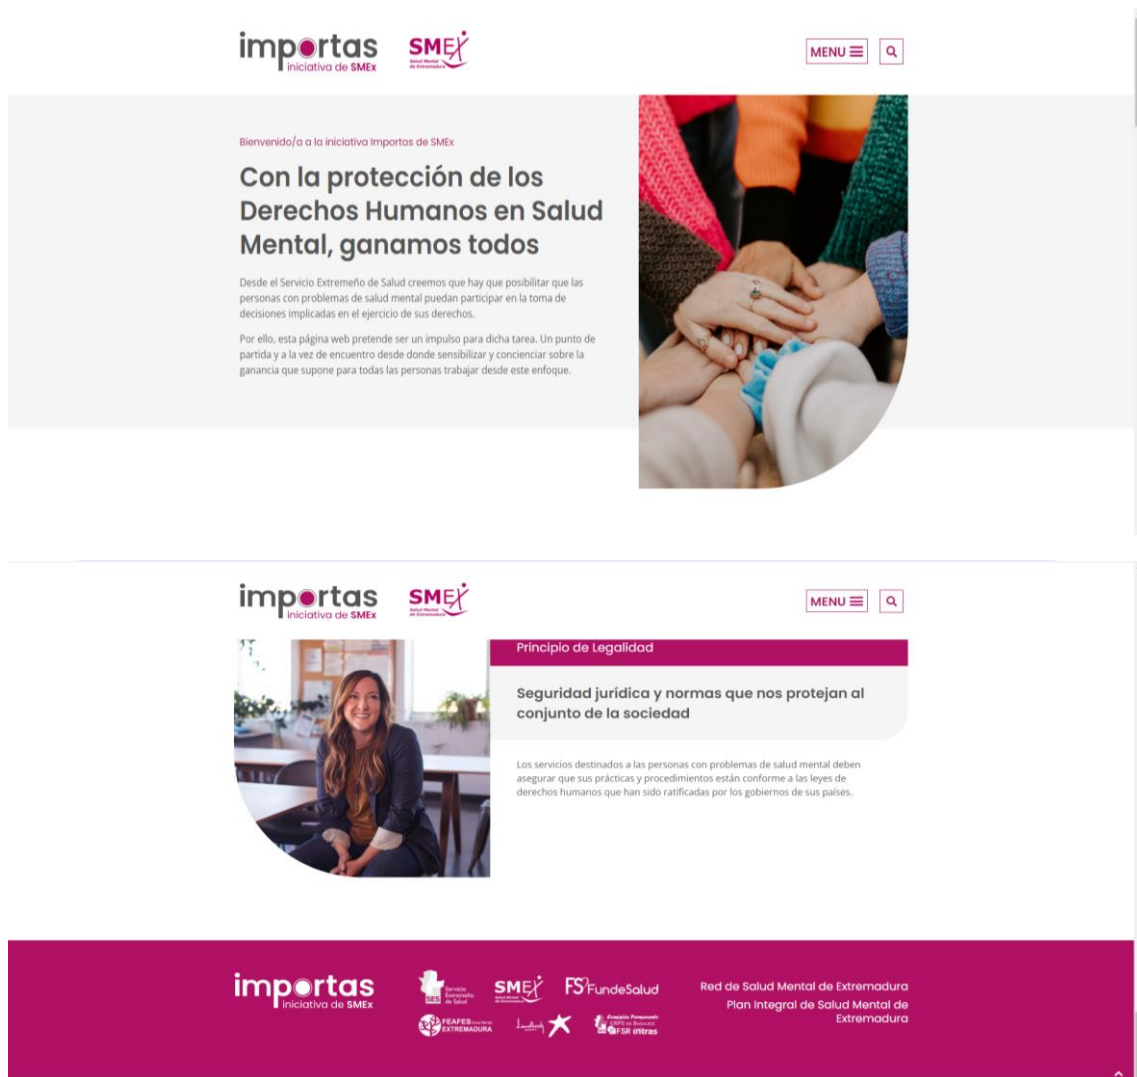 importas
iniciativa de SMEx
SMEx
Salud Mental
de Extremadura
MENU
Bienvenido/a a la iniciativa Importas de SMEx
Con la protección de los
Derechos Humanos en Salud
Mental, ganamos todos
Desde el Servicio Extremeño de Salud creemos que hay que posibilitar que las
personas con problemas de salud mental puedan participar en la toma de
decisiones implicadas en el ejercicio de sus derechos.
Por ello, esta página web pretende ser un impulso para dicha tarea. Un punto de
partida y a la vez de encuentro desde donde sensibilizar y concienciar sobre la
ganancia que supone para todas las personas trabajar desde este enfoque.
importas
iniciativa de SMEx
SMEx
Salud Mental
de Extremadura
MENU
Principio de Legalidad
Seguridad jurídica y normas que nos protejan al
conjunto de la sociedad
Los servicios destinados a las personas con problemas de salud mental deben
asegurar que sus prácticas y procedimientos están conforme a las leyes de
derechos humanos que han sido ratificadas por los gobiernos de sus países.
importas
iniciativa de SMEx
SES
Servicio
Extremeño
de Salud
SMEx
Salud Mental
de Extremadura
FS FundeSalud
FEAFES
EXTREMADURA
Comisión Permanente
CRPS de Badajoz
FSR intras
Red de Salud Mental de Extremadura
Plan Integral de Salud Mental de
Extremadura